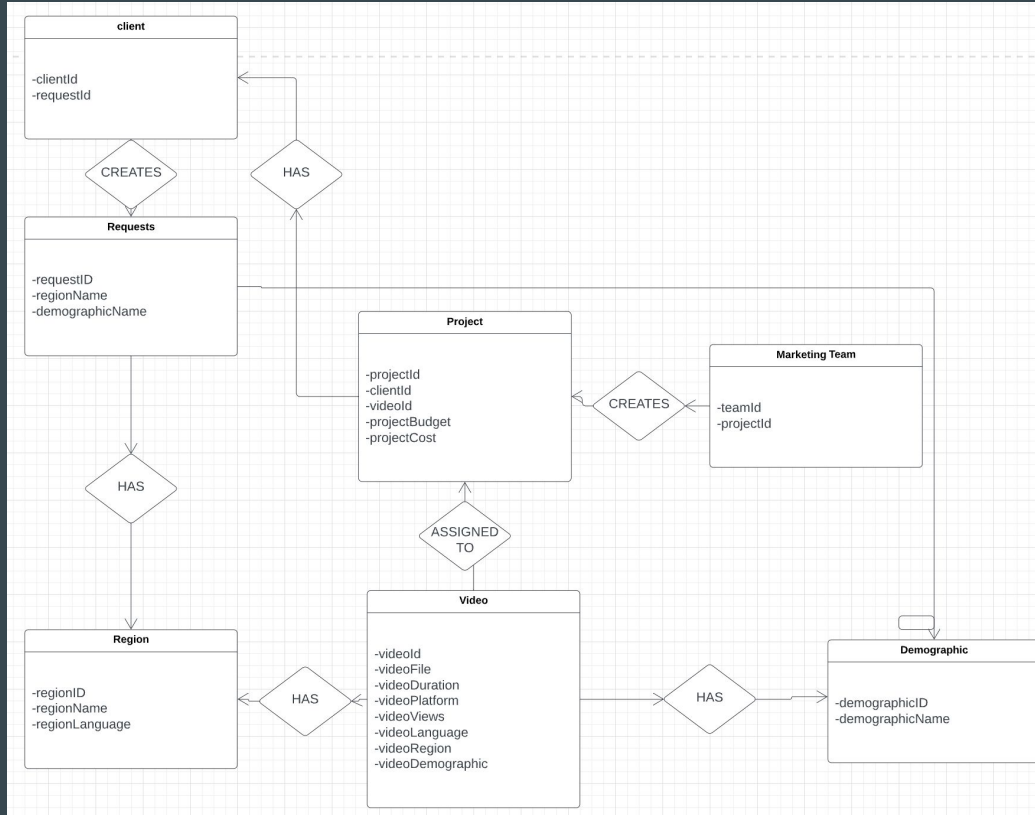 client
-clientId
-requestId
CREATES
HAS
Requests
-requestID
-regionName
-demographicName
Project
-projectId
-clientId
-videoId
-projectBudget
-projectCost
CREATES
Marketing Team
-teamId
-projectId
HAS
ASSIGNED
TO
Video
-videoId
-videoFile
-videoDuration
-videoPlatform
-videoViews
-videoLanguage
-videoRegion
-videoDemographic
Region
-regionID
-regionName
-regionLanguage
HAS
HAS
Demographic
-demographicID
-demographicName